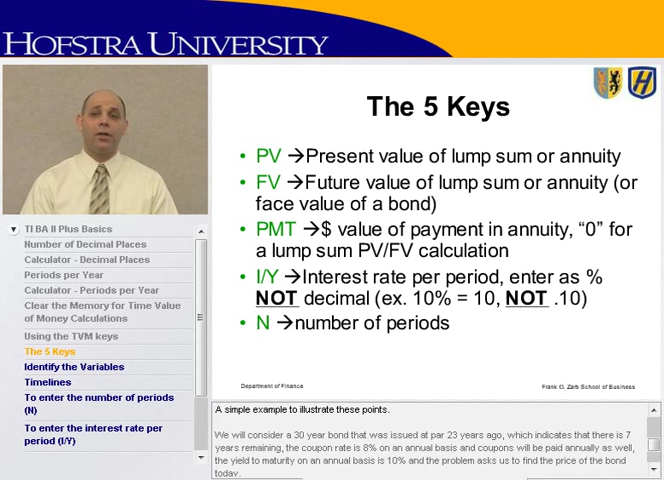 HOFSTRA UNIVERSITY
The 5 Keys
• PV →Present value of lump sum or annuity
• FV →Future value of lump sum or annuity (or
face value of a bond)
• PMT →$ value of payment in annuity, “0” for
a lump sum PV/FV calculation
• I/Y →Interest rate per period, enter as %
NOT decimal (ex. 10% = 10, NOT .10)
• N →number of periods
Department of Finance
Frank G. Zarb School of Business
TI BA II Plus Basics
Number of Decimal Places
Calculator - Decimal Places
Periods per Year
Calculator - Periods per Year
Clear the Memory for Time Value
of Money Calculations
Using the TVM keys
The 5 Keys
Identify the Variables
Timelines
To enter the number of periods
(N)
To enter the interest rate per
period (I/Y)
A simple example to illustrate these points.
We will consider a 30 year bond that was issued at par 23 years ago, which indicates that there is 7
years remaining, the coupon rate is 8% on an annual basis and coupons will be paid annually as well,
the yield to maturity on an annual basis is 10% and the problem asks us to find the price of the bond
today.